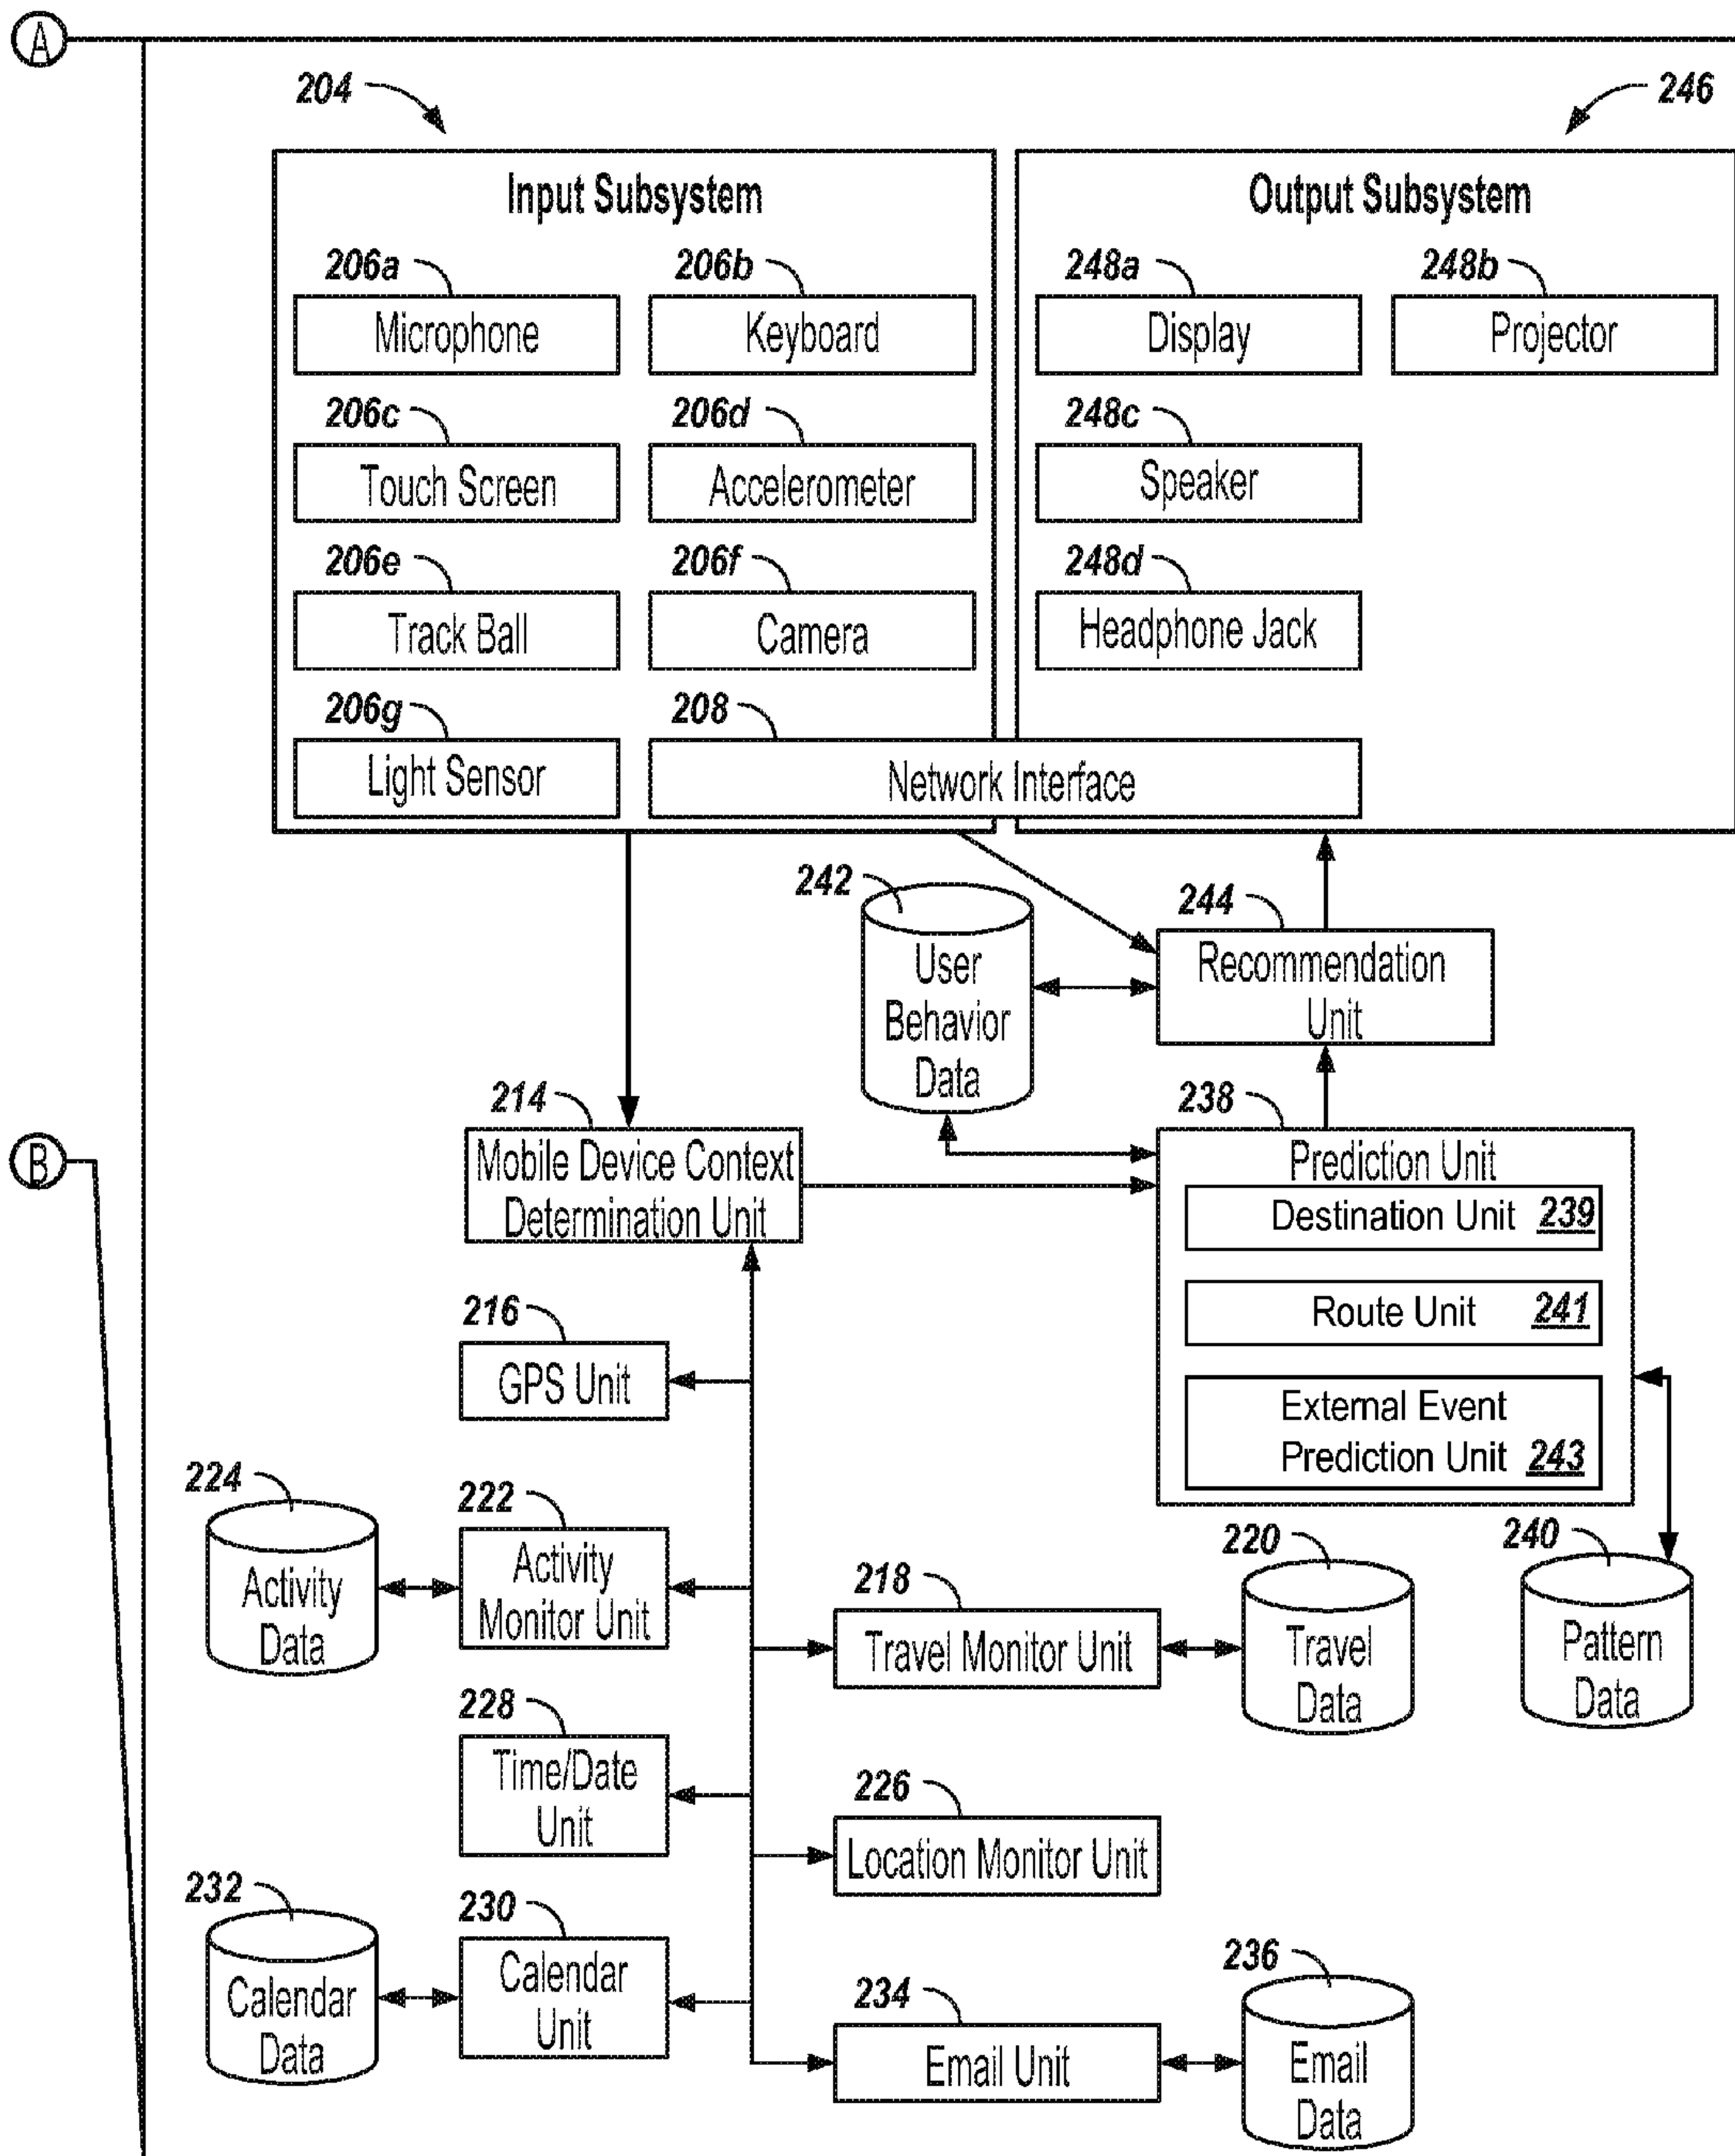 A
204
246
Input Subsystem
Output Subsystem
206a
206b
248a
248b
Microphone
Keyboard
Display
Projector
206c
206d
248c
Touch Screen
Accelerometer
Speaker
206e
206f
248d
Track Ball
Camera
Headphone Jack
206g
208
Light Sensor
Network Interface
242
User
Behavior
Data
244
Recommendation
Unit
214
Mobile Device Context
Determination Unit
238
Prediction Unit
Destination Unit 239
Route Unit 241
External Event
Prediction Unit 243
B
216
GPS Unit
224
Activity
Data
222
Activity
Monitor Unit
218
Travel Monitor Unit
220
Travel
Data
240
Pattern
Data
228
Time/Date
Unit
226
Location Monitor Unit
232
Calendar
Data
230
Calendar
Unit
234
Email Unit
236
Email
Data